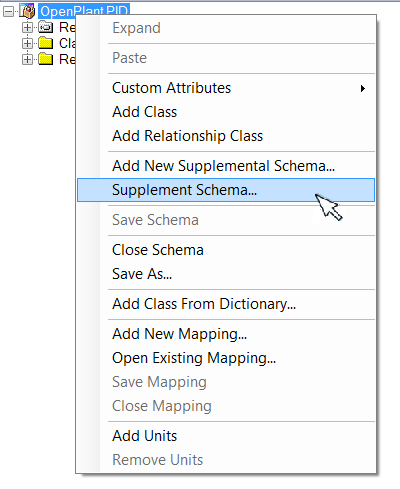 OpenPlant PID
Re
Cla
Re
Expand
Paste
Custom Attributes
Add Class
Add Relationship Class
Add New Supplemental Schema...
Supplement Schema...
Save Schema
Close Schema
Save As...
Add Class From Dictionary...
Add New Mapping...
Open Existing Mapping...
Save Mapping
Close Mapping
Add Units
Remove Units